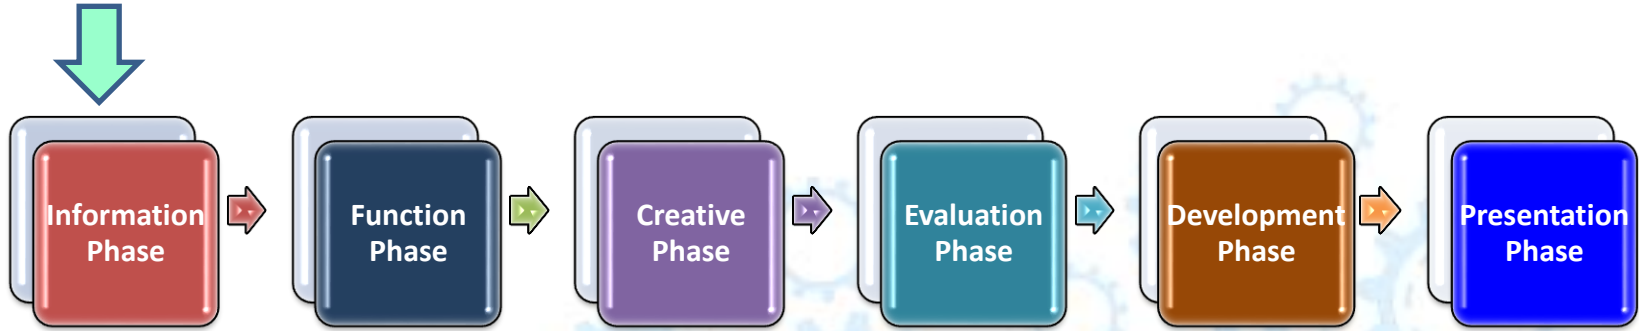 Information
Phase
Function
Phase
Creative
Phase
Evaluation
Phase
Development
Phase
Presentation
Phase